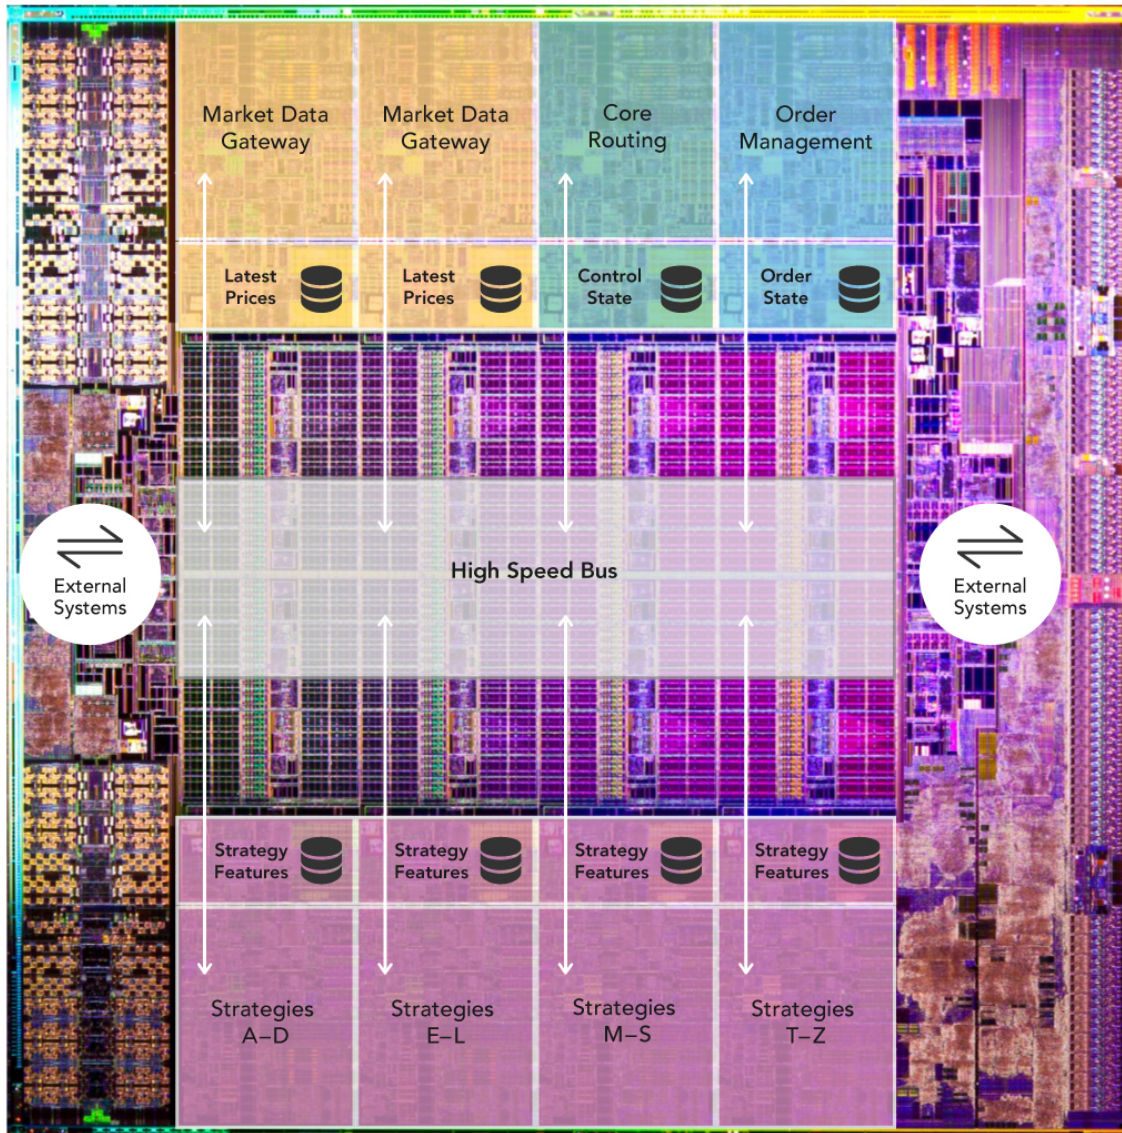 Market Data
Gateway
Market Data
Gateway
Core
Routing
Order
Management
Latest
Prices
Latest
Prices
Control
State
Order
State
External
Systems
High Speed Bus
External
Systems
Strategy
Features
Strategy
Features
Strategy
Features
Strategy
Features
Strategies
A–D
Strategies
E–L
Strategies
M–S
Strategies
T–Z